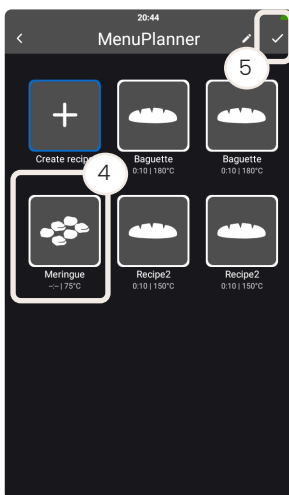 20:44
MenuPlanner
5
Create recip
Baguette
0:10 | 180°C
Baguette
0:10 | 180°C
4
Meringue
-:-- | 75°C
Recipe2
0:10 | 150°C
Recipe2
0:10 | 150°C